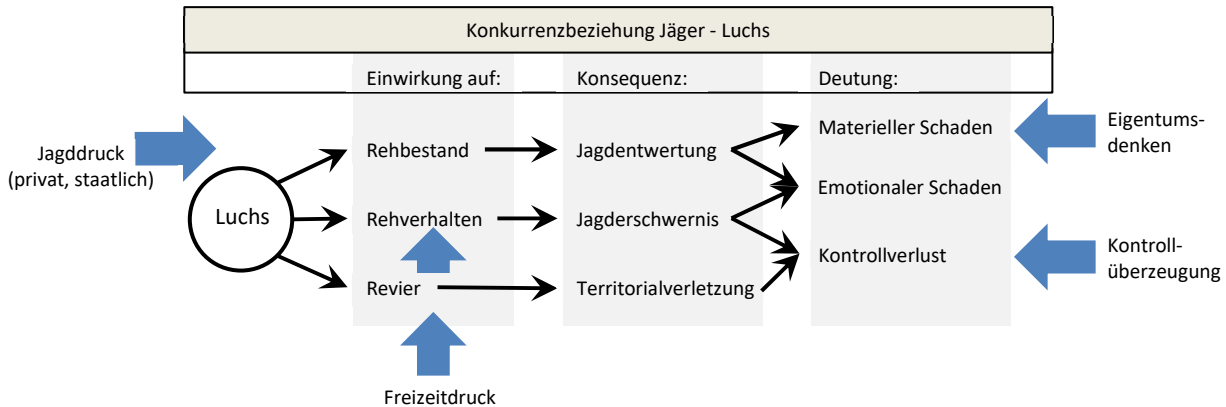 Konkurrenzbeziehung Jäger - Luchs
Einwirkung auf:
Konsequenz:
Deutung:
Jagddruck
(privat, staatlich)
Luchs
Rehbestand
Jagdentwertung
Materieller Schaden
Eigentums-
denken
Emotionaler Schaden
Rehverhalten
Jagderschwernis
Kontrollverlust
Kontroll-
überzeugung
Revier
Territorialverletzung
Freizeitdruck